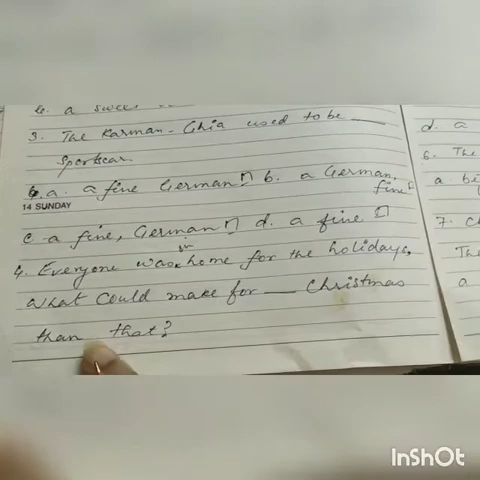 a sweet
3. The Karman-Ghia used to be ____
Sportscar.
a. a fine German b. a German, fine
14 SUNDAY
c-a fine, German d. a fine
4. Everyone was home for the holidays,
what could make for ___ Christmas
than that?
d. a
6. The
a. be
7. C
The
a
InShOt